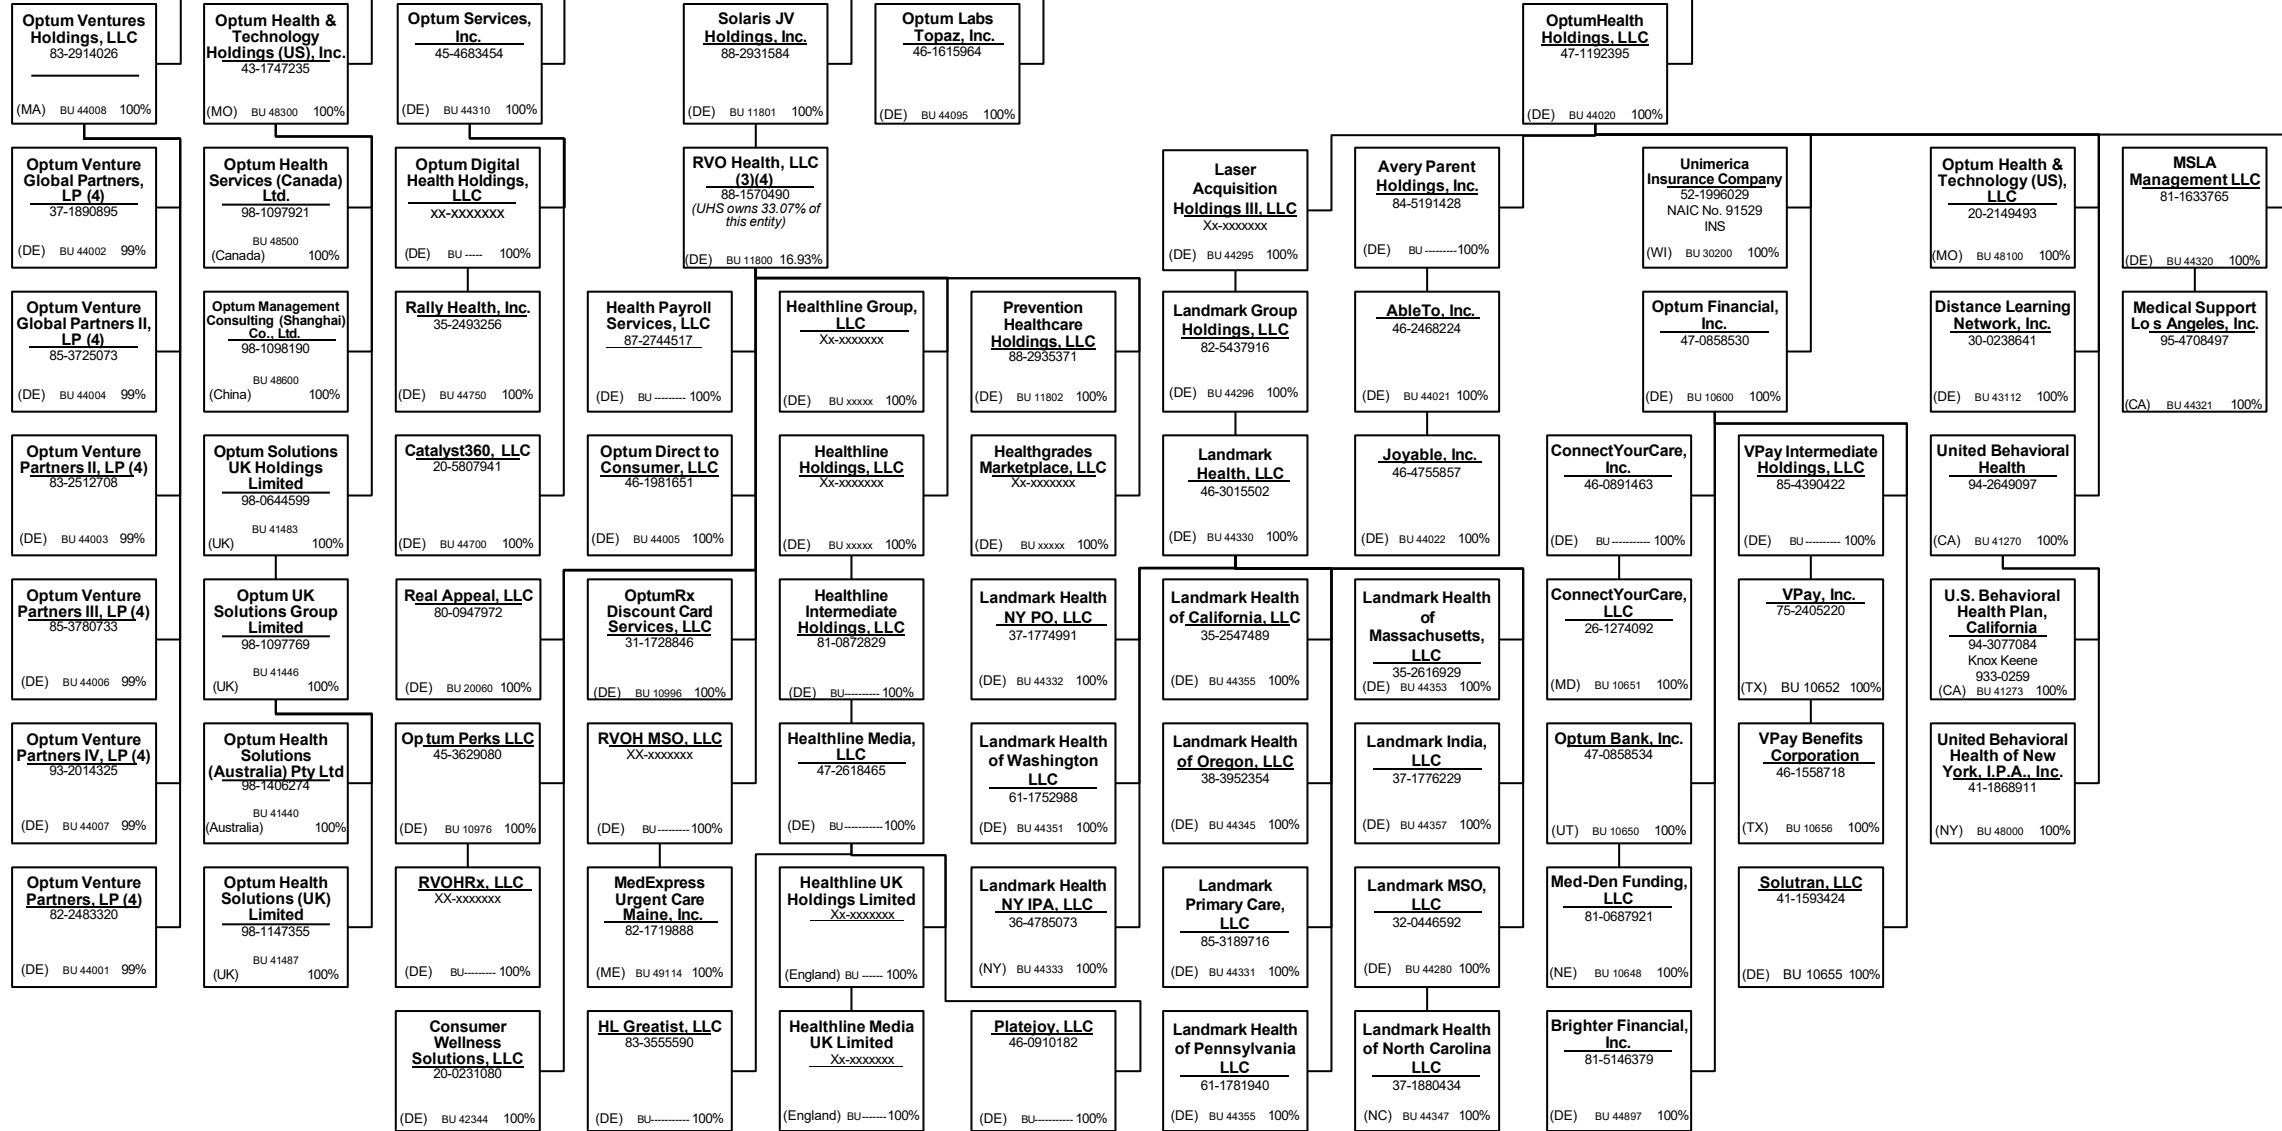 Optum Ventures
Holdings, LLC
83-2914026
(MA) BU 44008 100%
Optum Health &
Technology
Holdings (US), Inc.
43-1747235
(MO) BU 48300 100%
Optum Services,
Inc.
45-4683454
(DE) BU 44310 100%
Solaris JV
Holdings, Inc.
88-2931584
(DE) BU 11801 100%
Optum Labs
Topaz, Inc.
46-1615964
(DE) BU 44095 100%
OptumHealth
Holdings, LLC
47-1192395
(DE) BU 44020 100%
Optum Venture
Global Partners,
LP (4)
37-1890895
(DE) BU 44002 99%
Optum Health
Services (Canada)
Ltd.
98-1097921
BU 48500
(Canada) 100%
Optum Digital
Health Holdings,
LLC
xx-xxxxxxx
(DE) BU ----- 100%
RVO Health, LLC
(3)(4)
88-1570490
(UHS owns 33.07% of
this entity)
(DE) BU 11800 16.93%
Laser
Acquisition
Holdings III, LLC
Xx-xxxxxxx
(DE) BU 44295 100%
Avery Parent
Holdings, Inc.
84-5191428
(DE) BU ---------100%
Unimerica
Insurance Company
52-1996029
NAIC No. 91529
INS
(WI) BU 30200 100%
Optum Health &
Technology (US),
LLC
20-2149493
(MO) BU 48100 100%
MSLA
Management LLC
81-1633765
(DE) BU 44320 100%
Optum Venture
Global Partners II,
LP (4)
85-3725073
(DE) BU 44004 99%
Optum Management
Consulting (Shanghai)
Co., Ltd.
98-1098190
BU 48600
(China) 100%
Rally Health, Inc.
35-2493256
(DE) BU 44750 100%
Health Payroll
Services, LLC
87-2744517
(DE) BU --------- 100%
Healthline Group,
LLC
Xx-xxxxxxx
(DE) BU xxxxx 100%
Prevention
Healthcare
Holdings, LLC
88-2935371
(DE) BU 11802 100%
Landmark Group
Holdings, LLC
82-5437916
(DE) BU 44296 100%
AbleTo, Inc.
46-2468224
(DE) BU 44021 100%
Optum Financial,
Inc.
47-0858530
(DE) BU 10600 100%
Distance Learning
Network, Inc.
30-0238641
(DE) BU 43112 100%
Medical Support
Lo s Angeles, Inc.
95-4708497
(CA) BU 44321 100%
Optum Venture
Partners II, LP (4)
83-2512708
(DE) BU 44003 99%
Optum Solutions
UK Holdings
Limited
98-0644599
BU 41483
(UK) 100%
Catalyst360, LLC
20-5807941
(DE) BU 44700 100%
Optum Direct to
Consumer, LLC
46-1981651
(DE) BU 44005 100%
Healthline
Holdings, LLC
Xx-xxxxxxx
(DE) BU xxxxx 100%
Healthgrades
Marketplace, LLC
Xx-xxxxxxx
(DE) BU xxxxx 100%
Landmark
Health, LLC
46-3015502
(DE) BU 44330 100%
Joyable, Inc.
46-4755857
(DE) BU 44022 100%
ConnectYourCare,
Inc.
46-0891463
(DE) BU ----------- 100%
VPay Intermediate
Holdings, LLC
85-4390422
(DE) BU---------- 100%
United Behavioral
Health
94-2649097
(CA) BU 41270 100%
Optum Venture
Partners III, LP (4)
85-3780733
(DE) BU 44006 99%
Optum UK
Solutions Group
Limited
98-1097769
BU 41446
(UK) 100%
Real Appeal, LLC
80-0947972
(DE) BU 20060 100%
OptumRx
Discount Card
Services, LLC
31-1728846
(DE) BU 10996 100%
Healthline
Intermediate
Holdings, LLC
81-0872829
(DE) BU---------- 100%
Landmark Health
NY PO, LLC
37-1774991
(DE) BU 44332 100%
Landmark Health
of California, LLC
35-2547489
(DE) BU 44355 100%
Landmark Health
of
Massachusetts,
LLC
35-2616929
(DE) BU 44353 100%
ConnectYourCare,
LLC
26-1274092
(MD) BU 10651 100%
VPay, Inc.
75-2405220
(TX) BU 10652 100%
U.S. Behavioral
Health Plan,
California
94-3077084
Knox Keene
933-0259
(CA) BU 41273 100%
Optum Venture
Partners IV, LP (4)
93-2014325
(DE) BU 44007 99%
Optum Health
Solutions
(Australia) Pty Ltd
98-1406274
BU 41440
(Australia) 100%
Optum Perks LLC
45-3629080
(DE) BU 10976 100%
RVOH MSO, LLC
XX-xxxxxxx
(DE) BU--------- 100%
Healthline Media,
LLC
47-2618465
(DE) BU-----------100%
Landmark Health
of Washington
LLC
61-1752988
(DE) BU 44351 100%
Landmark Health
of Oregon, LLC
38-3952354
(DE) BU 44345 100%
Landmark India,
LLC
37-1776229
(DE) BU 44357 100%
Optum Bank, Inc.
47-0858534
(UT) BU 10650 100%
VPay Benefits
Corporation
46-1558718
(TX) BU 10656 100%
United Behavioral
Health of New
York, I.P.A., Inc.
41-1868911
(NY) BU 48000 100%
Optum Venture
Partners, LP (4)
82-2483320
(DE) BU 44001 99%
Optum Health
Solutions (UK)
Limited
98-1147355
BU 41487
(UK) 100%
RVOHRx, LLC
XX-xxxxxxx
(DE) BU--------- 100%
MedExpress
Urgent Care
Maine, Inc.
82-1719888
(ME) BU 49114 100%
Healthline UK
Holdings Limited
Xx-xxxxxxx
(England) BU ------ 100%
Landmark Health
NY IPA, LLC
36-4785073
(NY) BU 44333 100%
Landmark
Primary Care,
LLC
85-3189716
(DE) BU 44331 100%
Landmark MSO,
LLC
32-0446592
(DE) BU 44280 100%
Med-Den Funding,
LLC
81-0687921
(NE) BU 10648 100%
Solutran, LLC
41-1593424
(DE) BU 10655 100%
Consumer
Wellness
Solutions, LLC
20-0231080
(DE) BU 42344 100%
HL Greatist, LLC
83-3555590
(DE) BU---------- 100%
Healthline Media
UK Limited
Xx-xxxxxxx
(England) BU-------100%
Platejoy, LLC
46-0910182
(DE) BU----------- 100%
Landmark Health
of Pennsylvania
LLC
61-1781940
(DE) BU 44355 100%
Landmark Health
of North Carolina
LLC
37-1880434
(NC) BU 44347 100%
Brighter Financial,
Inc.
81-5146379
(DE) BU 44897 100%